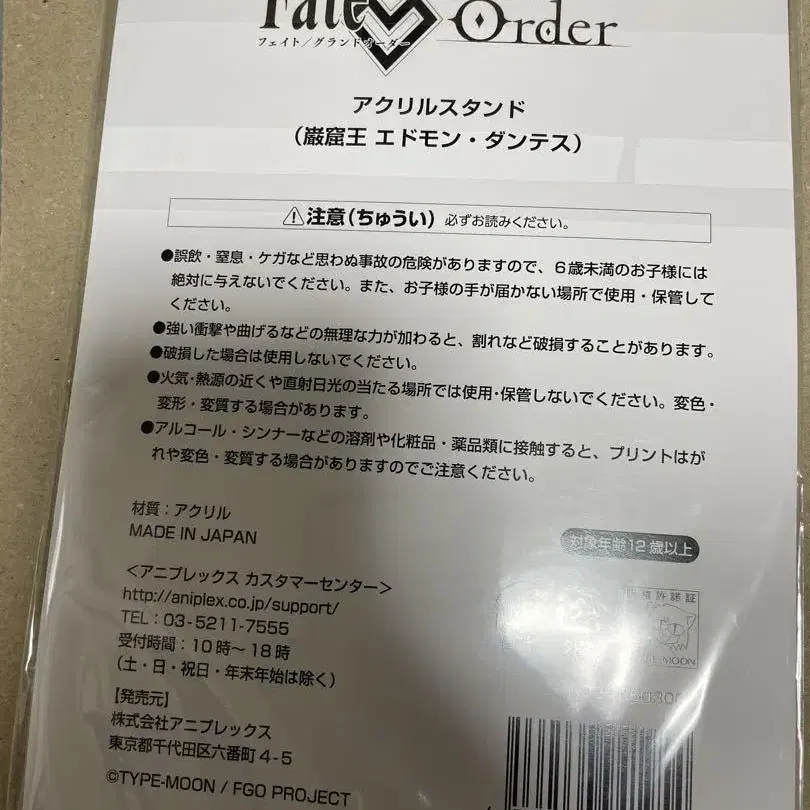 Fate
Order
フェイト／グランドオーダー
アクリルスタンド
（巌窟王 エドモン・ダンテス）
⚠注意（ちゅうい） 必ずお読みください。
●誤飲・窒息・ケガなど思わぬ事故の危険がありますので、６歳未満のお子様には
絶対に与えないでください。また、お子様の手が届かない場所で使用・保管して
ください。
●強い衝撃や曲げるなどの無理な力が加わると、割れなど破損することがあります。
●破損した場合は使用しないでください。
●火気・熱源の近くや直射日光の当たる場所では使用・保管しないでください。変色・
変形・変質する場合があります。
●アルコール・シンナーなどの溶剤や化粧品・薬品類に接触すると、プリントはが
れや変色・変質する場合がありますのでご注意ください。
材質：アクリル
MADE IN JAPAN
対象年齢12歳以上
＜アニプレックス カスタマーセンター＞
http://aniplex.co.jp/support/
TEL：03-5211-7555
受付時間：10時～18時
（土・日・祝日・年末年始は除く）
【発売元】
株式会社アニプレックス
東京都千代田区六番町4-5
©TYPE-MOON / FGO PROJECT
許諾証
MOON